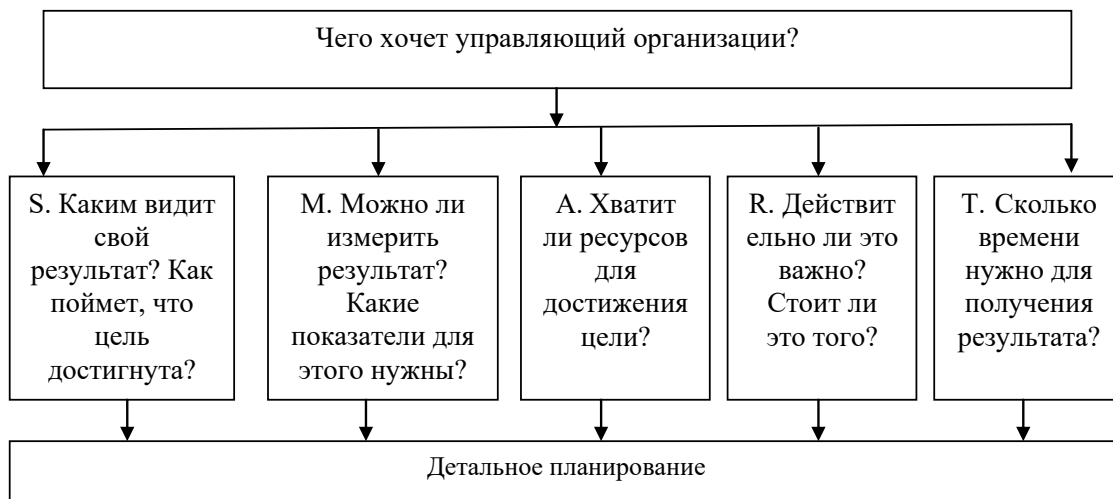 Чего хочет управляющий организации?
S. Каким видит
свой
результат? Как
поймет, что
цель
достигнута?
M. Можно ли
измерить
результат?
Какие
показатели для
этого нужны?
A. Хватит
ли ресурсов
для
достижения
цели?
R. Действит
ельно ли это
важно?
Стоит ли
это того?
T. Сколько
времени
нужно для
получения
результата?
Детальное планирование